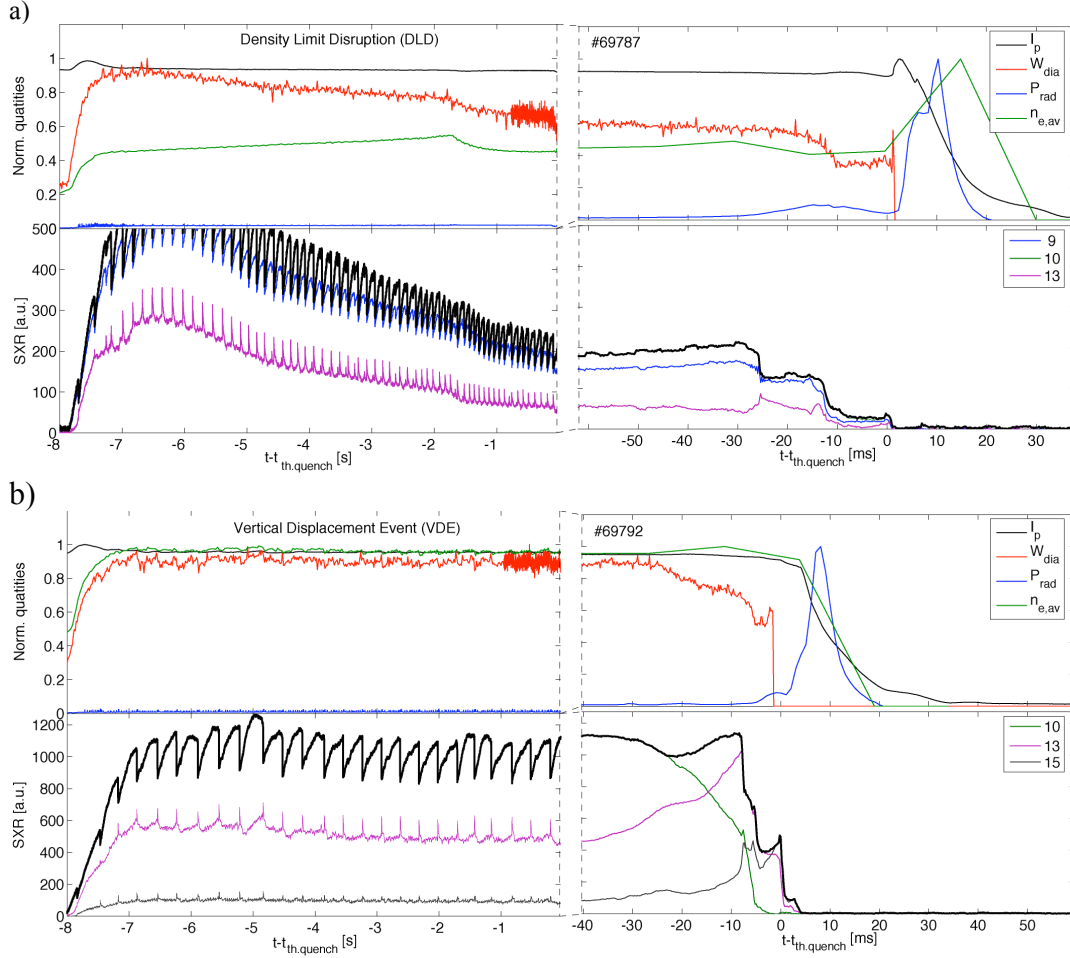 a)
Density Limit Disruption (DLD)
#69787
I_p
W_dia
P_rad
n_e,av
Norm. quatities
1
0.8
0.6
0.4
0.2
SXR [a.u.]
500
400
300
200
100
0
-8 -7 -6 -5 -4 -3 -2 -1
t-t_th.quench [s]
9
10
13
-50 -40 -30 -20 -10 0 10 20 30
t-t_th.quench [ms]
b)
Vertical Displacement Event (VDE)
#69792
I_p
W_dia
P_rad
n_e,av
Norm. quatities
1
0.8
0.6
0.4
0.2
0
SXR [a.u.]
1200
1000
800
600
400
200
0
-8 -7 -6 -5 -4 -3 -2 -1
t-t_th.quench [s]
10
13
15
-40 -30 -20 -10 0 10 20 30 40 50
t-t_th.quench [ms]